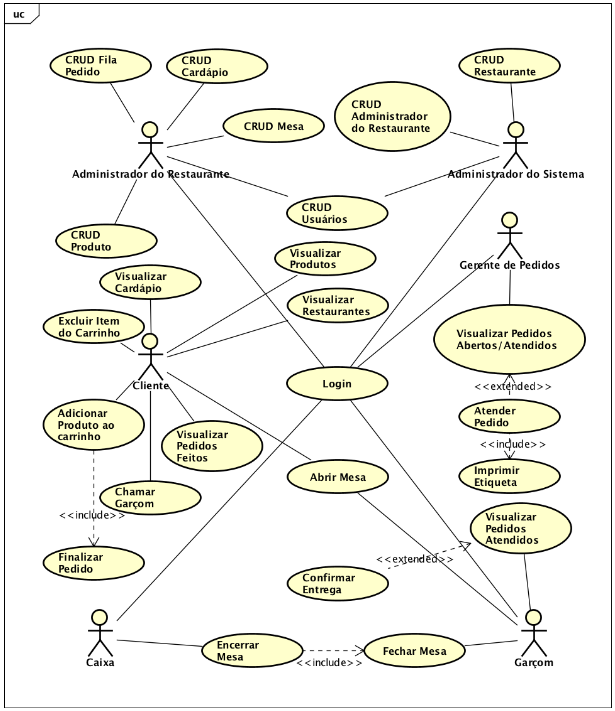 uc
CRUD Fila
Pedido
CRUD
Cardápio
CRUD
Restaurante
CRUD Mesa
CRUD
Administrador
do Restaurante
Administrador do Restaurante
Administrador do Sistema
CRUD
Usuários
CRUD
Produto
Visualizar
Produtos
Gerente de Pedidos
Visualizar
Cardápio
Visualizar
Restaurantes
Excluir Item
do Carrinho
Visualizar Pedidos
Abertos/Atendidos
Cliente
Login
<<extended>>
Adicionar
Produto ao
carrinho
Atender
Pedido
Visualizar
Pedidos
Feitos
<<include>>
Abrir Mesa
Imprimir
Etiqueta
Chamar
Garçom
<<include>>
Visualizar
Pedidos
Atendidos
Finalizar
Pedido
<<extended>>
Confirmar
Entrega
Encerrar
Mesa
Fechar Mesa
<<include>>
Caixa
Garçom